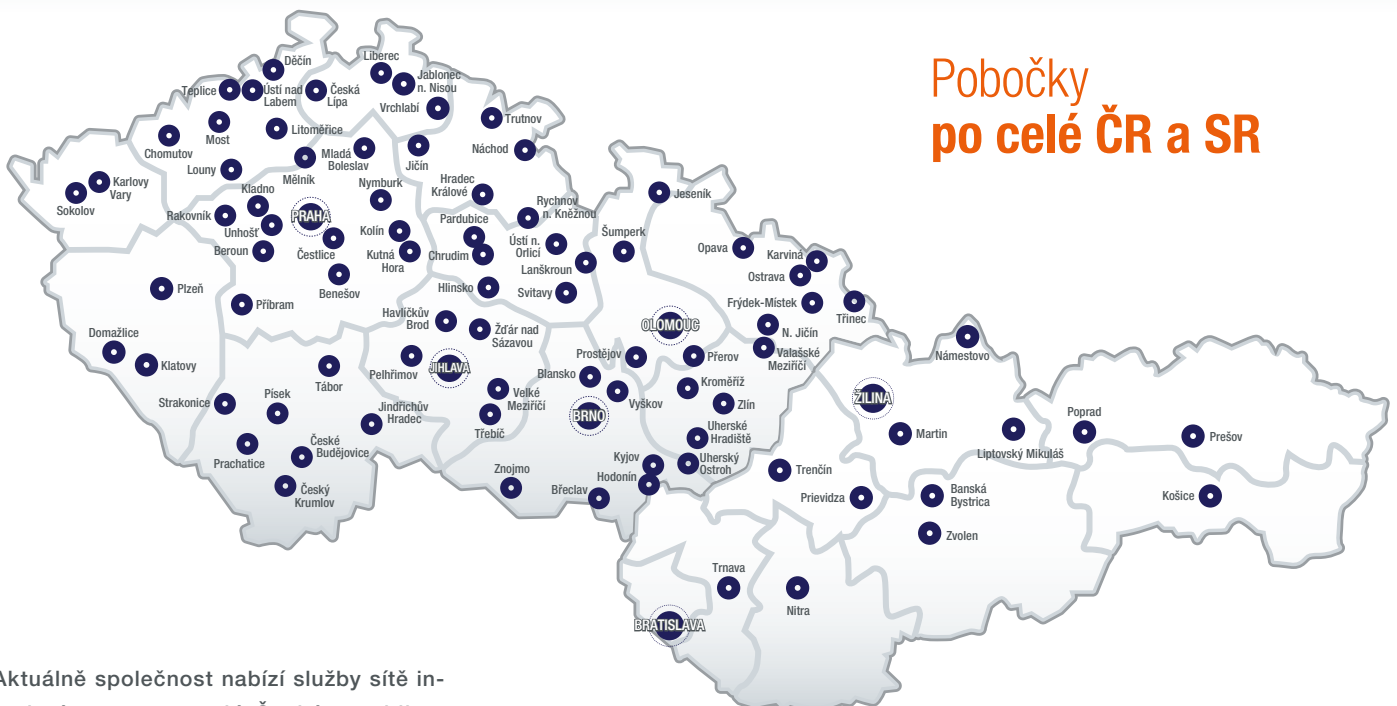 Pobočky
po celé ČR a SR
Děčín
Liberec
Teplice
Ústí nad
Labem
Česká
Lípa
Jablonec
n. Nisou
Vrchlabí
Trutnov
Most
Litoměřice
Chomutov
Mladá
Boleslav
Jičín
Náchod
Louny
Mělník
Karlovy
Vary
Sokolov
Kladno
Nymburk
Hradec
Králové
Jeseník
Rakovník
PRAHA
Rychnov
n. Kněžnou
Unhošť
Kolín
Pardubice
Šumperk
Beroun
Čestlice
Kutná
Hora
Chrudim
Ústí n.
Orlicí
Opava
Karviná
Lanškroun
Ostrava
Plzeň
Benešov
Hlinsko
Svitavy
Příbram
Frýdek-Místek
Třinec
Havlíčkův
Brod
Žďár nad
Sázavou
OLOMOUC
N. Jičín
Domažlice
Klatovy
Pelhřimov
JIHLAVA
Prostějov
Přerov
Valašské
Meziříčí
Námestovo
Tábor
Blansko
Velké
Meziříčí
Kroměříž
Strakonice
Písek
Jindřichův
Hradec
Třebíč
BRNO
Vyškov
Zlín
ŽILINA
Prachatice
České
Budějovice
Uherské
Hradiště
Martin
Liptovský Mikuláš
Poprad
Prešov
Český
Krumlov
Znojmo
Kyjov
Hodonín
Břeclav
Uherský
Ostroh
Trenčín
Prievidza
Banská
Bystrica
Košice
Zvolen
Trnava
Nitra
BRATISLAVA
Aktuálně společnost nabízí služby sítě in-